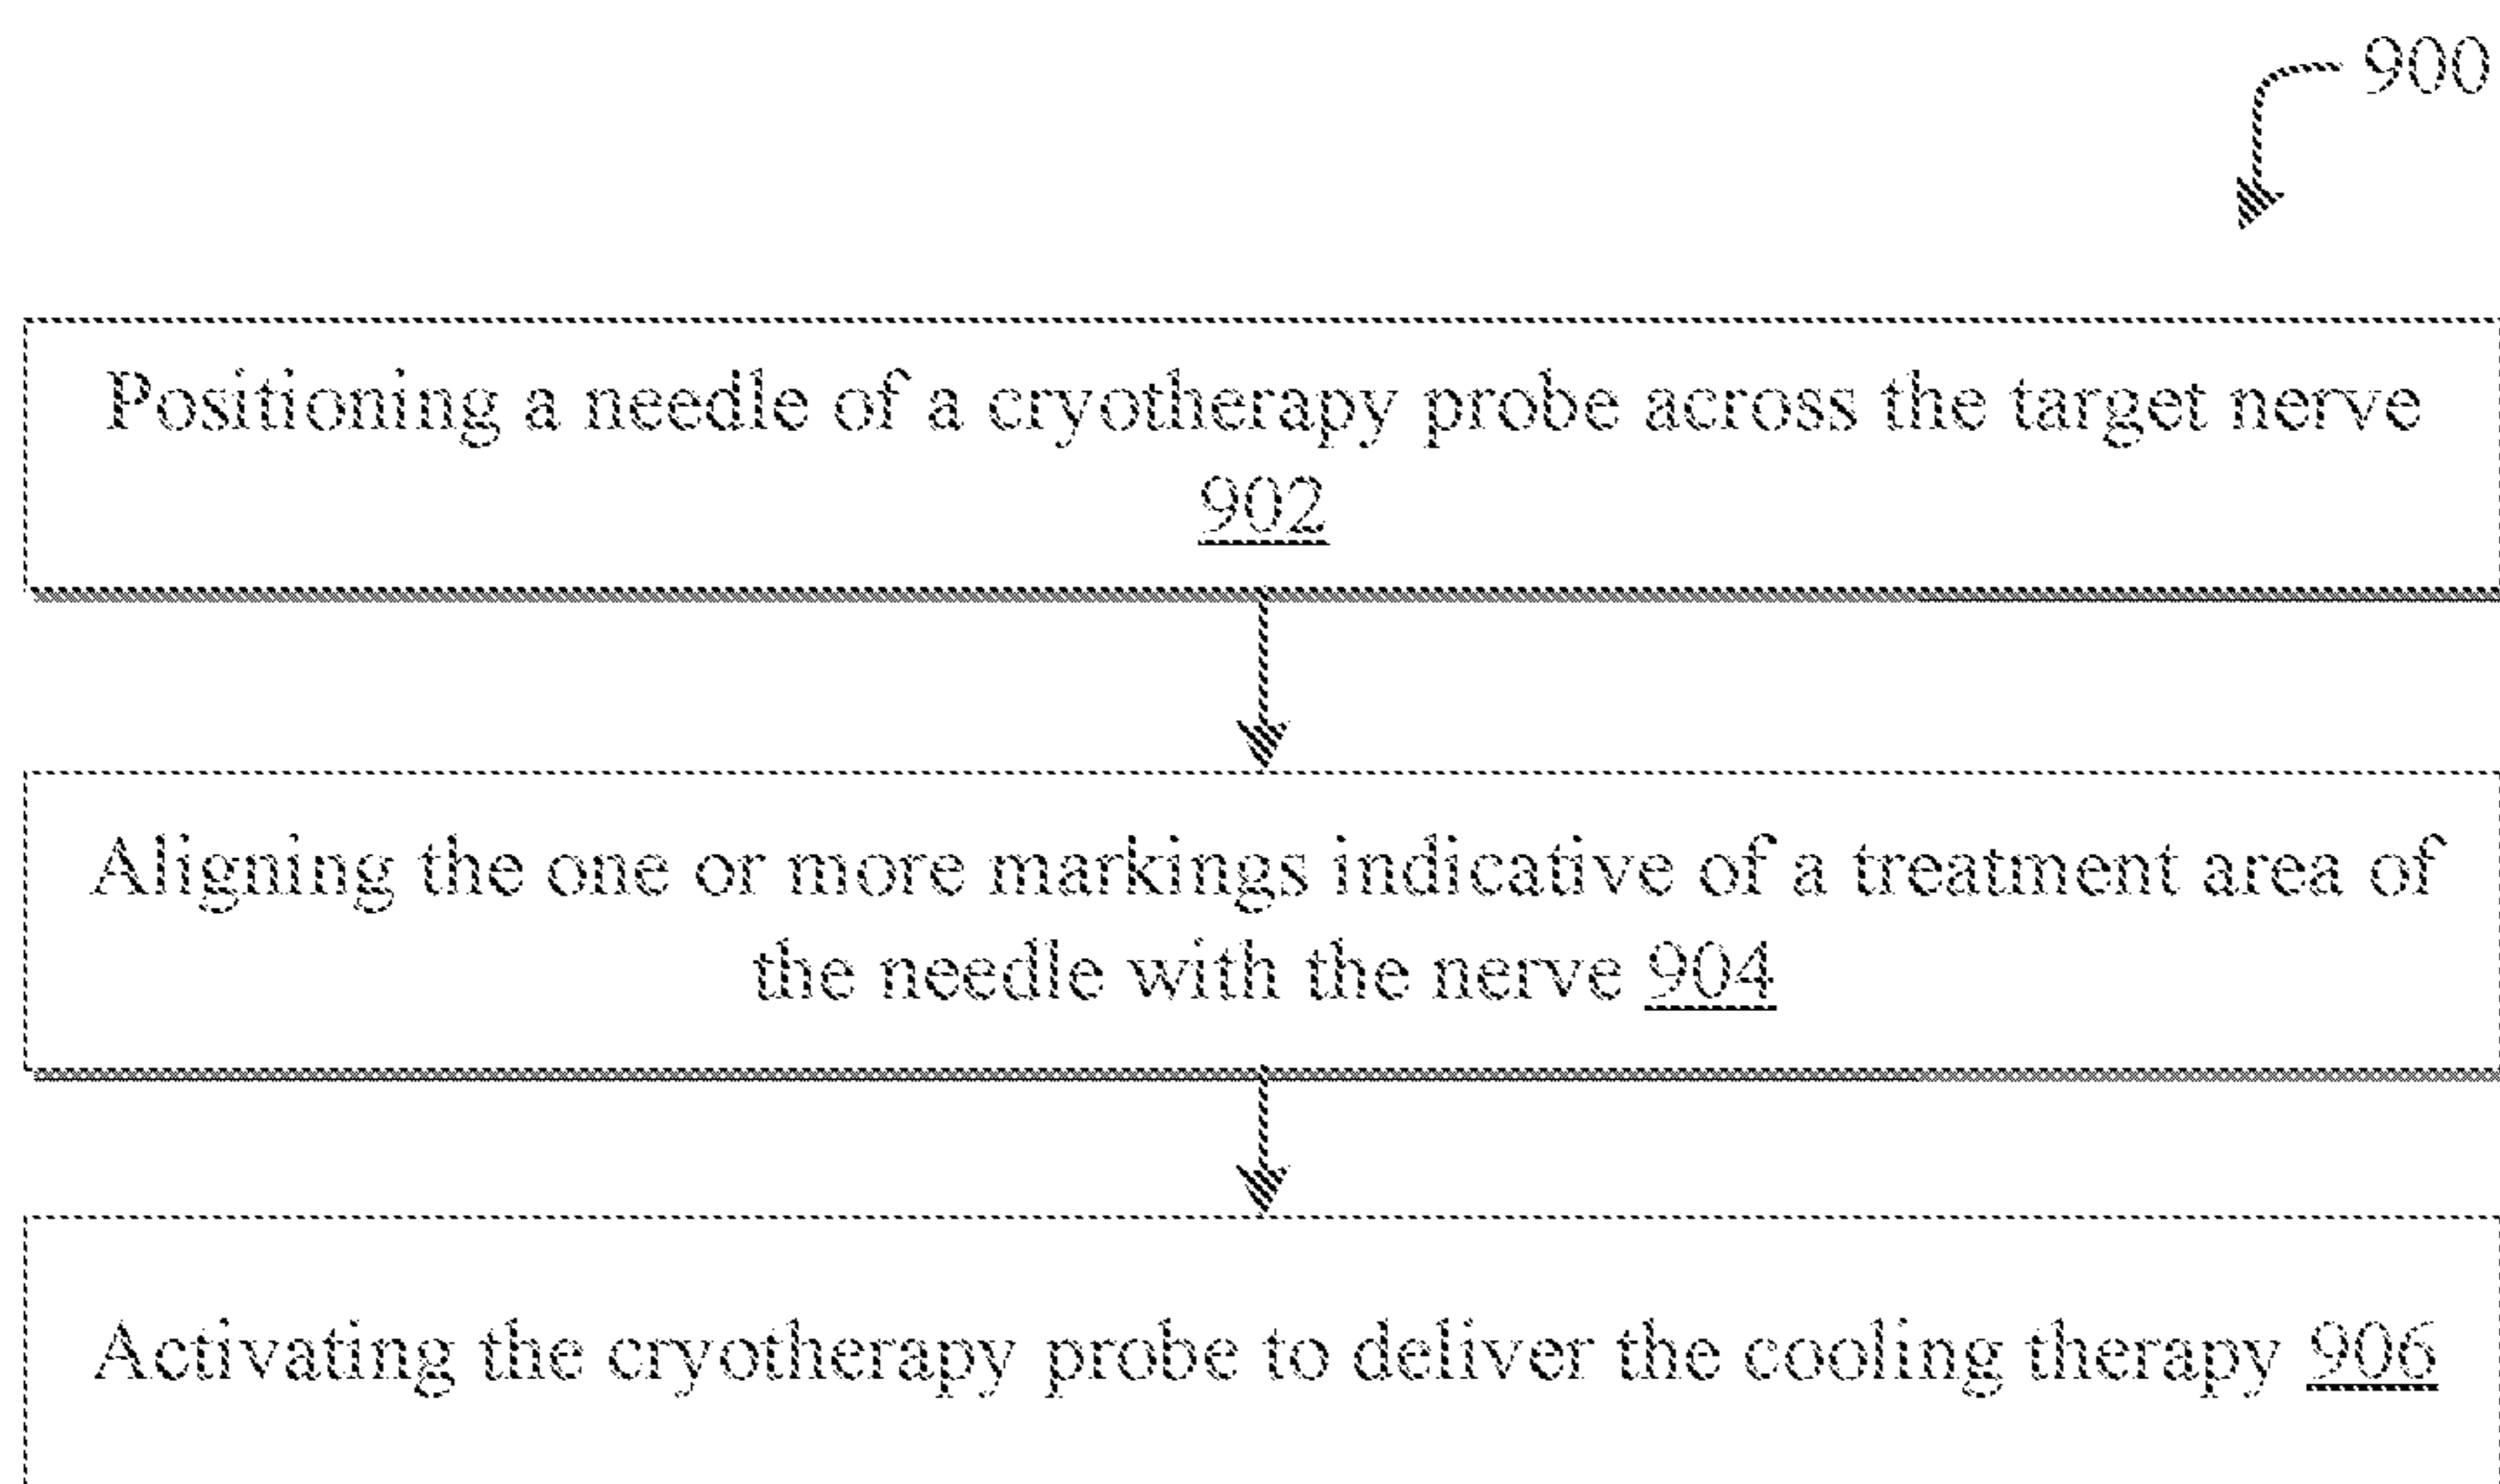 900
Positioning a needle of a cryotherapy probe across the target nerve
902
Aligning the one or more markings indicative of a treatment area of
the needle with the nerve 904
Activating the cryotherapy probe to deliver the cooling therapy 906